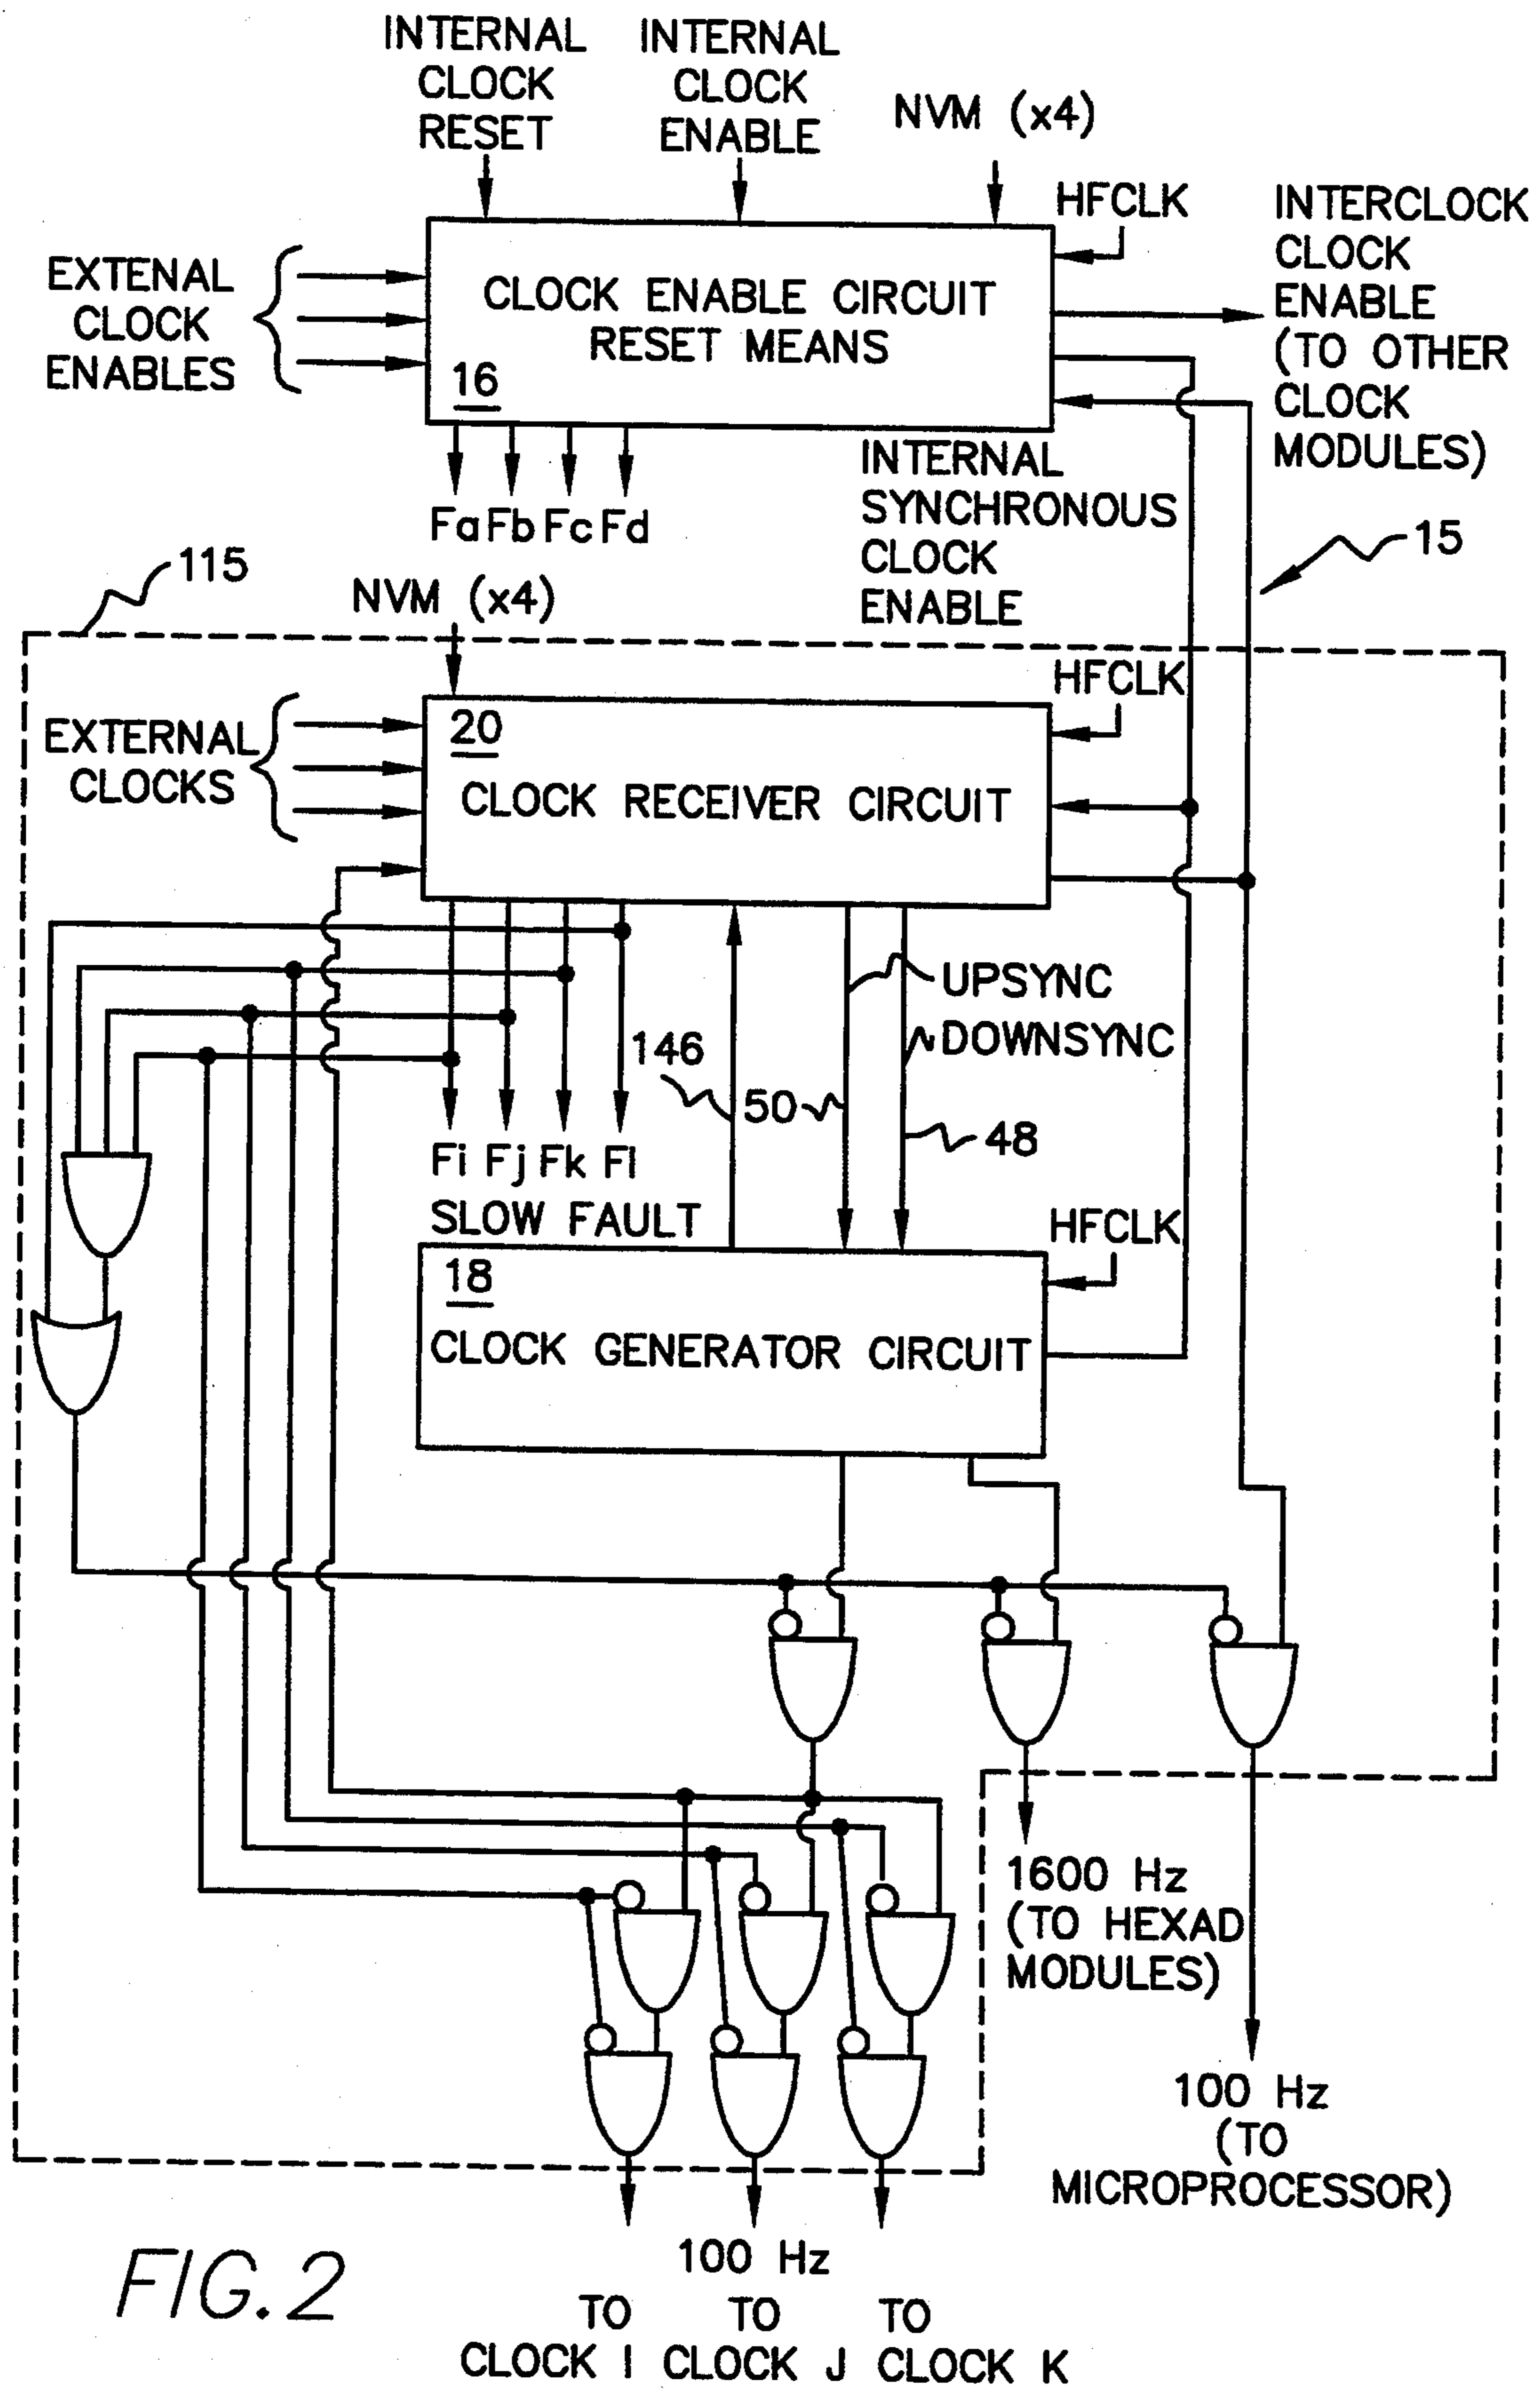 INTERNAL
CLOCK
RESET
INTERNAL
CLOCK
ENABLE
NVM (x4)
HFCLK
INTERCLOCK
CLOCK
ENABLE
(TO OTHER
CLOCK
MODULES)
EXTENAL
CLOCK
ENABLES
CLOCK ENABLE CIRCUIT
RESET MEANS
16
Fa Fb Fc Fd
INTERNAL
SYNCHRONOUS
CLOCK
ENABLE
15
115
NVM (x4)
HFCLK
EXTERNAL
CLOCKS
20
CLOCK RECEIVER CIRCUIT
UPSYNC
DOWNSYNC
146
50
48
Fi Fj Fk Fl
SLOW FAULT
HFCLK
18
CLOCK GENERATOR CIRCUIT
1600 Hz
(TO HEXAD
MODULES)
100 Hz
(TO
MICROPROCESSOR)
100 Hz
TO TO TO
CLOCK I CLOCK J CLOCK K
FIG.2